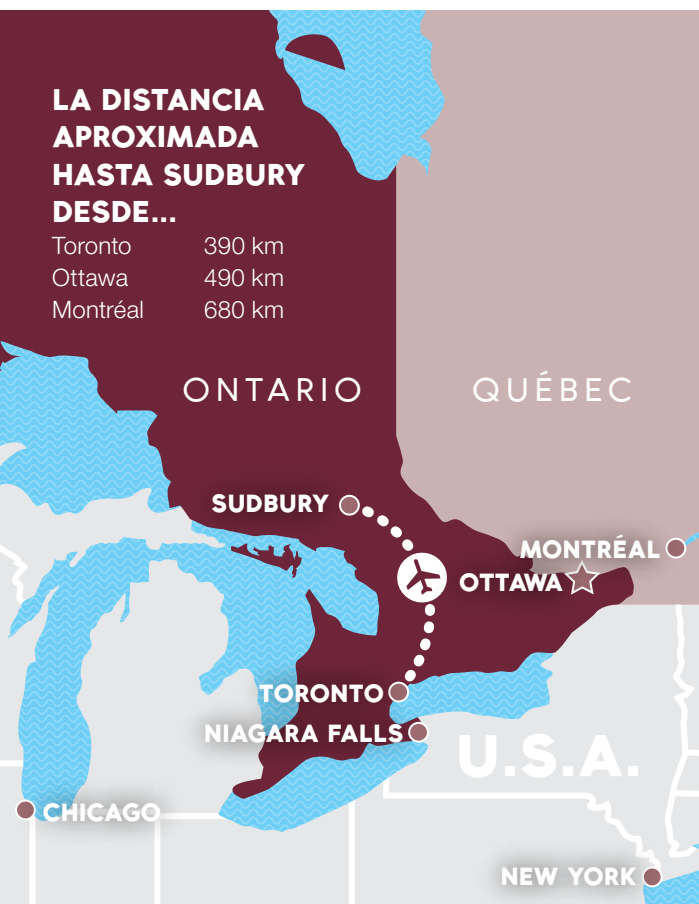 LA DISTANCIA
APROXIMADA
HASTA SUDBURY
DESDE...
Toronto 390 km
Ottawa 490 km
Montréal 680 km
ONTARIO
QUÉBEC
SUDBURY
MONTRÉAL
OTTAWA
TORONTO
NIAGARA FALLS
U.S.A.
CHICAGO
NEW YORK